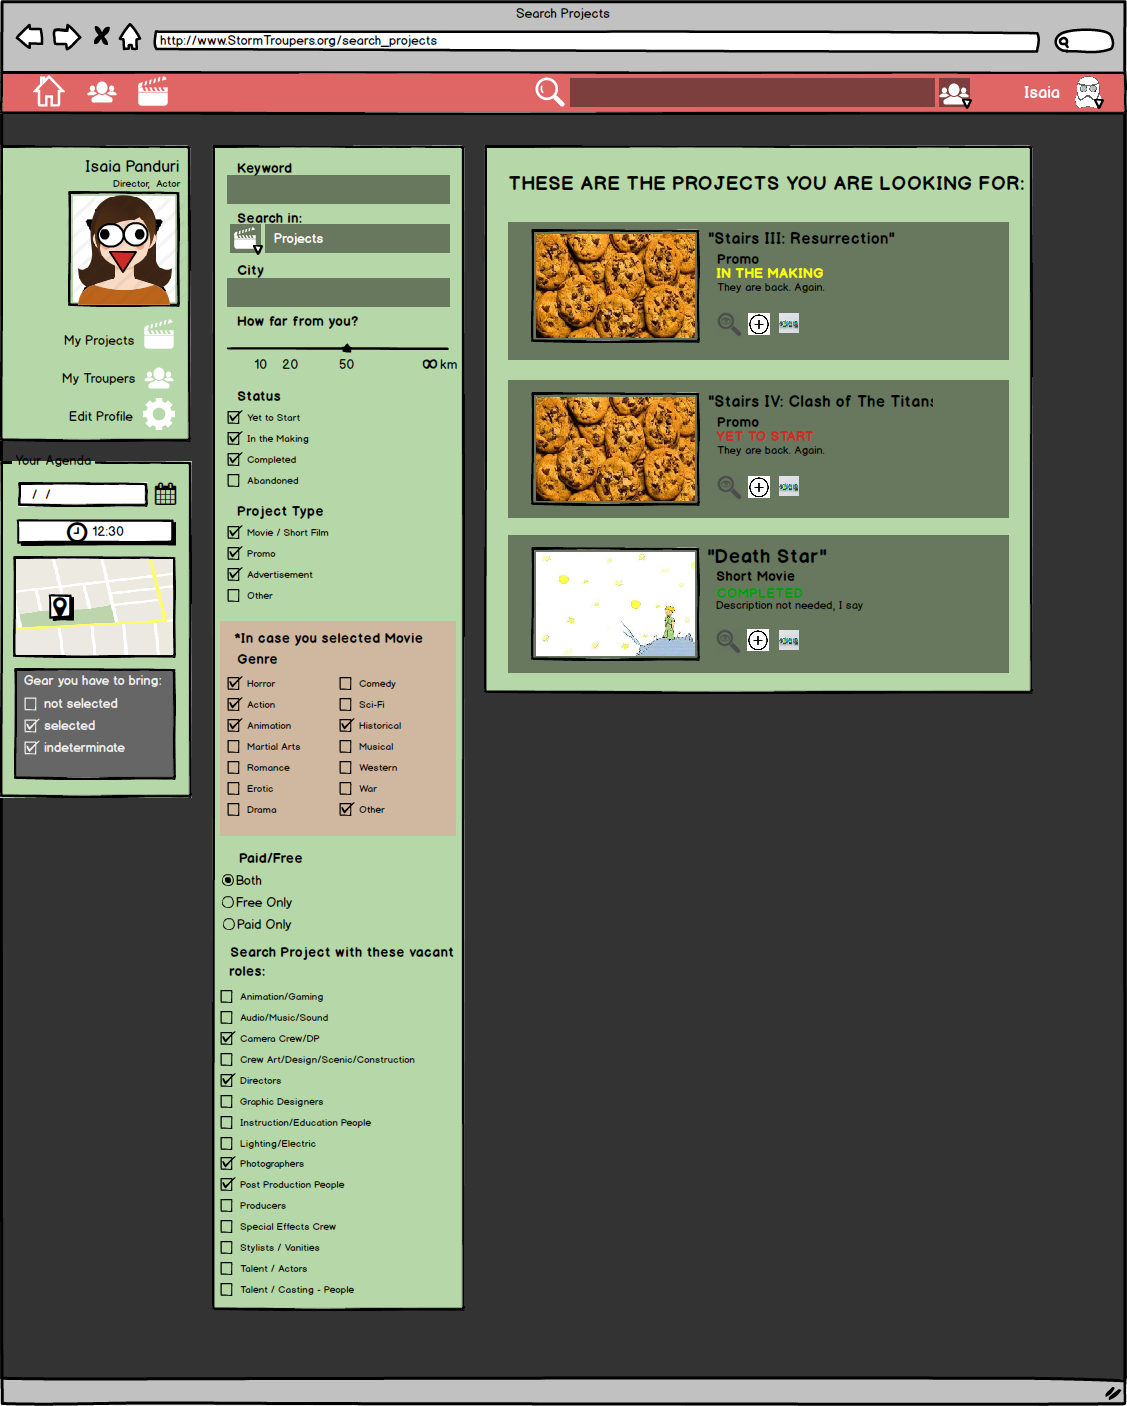 Search Projects
http://www.StormTroupers.org/search_projects
Isaia
Isaia Panduri
Director, Actor
My Projects
My Troupers
Edit Profile
Your Agenda
/ /
12:30
Gear you have to bring:
not selected
selected
indeterminate
Keyword
Search in:
Projects
City
How far from you?
10 20 50 ∞ km
Status
Yet to Start
In the Making
Completed
Abandoned
Project Type
Movie / Short Film
Promo
Advertisement
Other
*In case you selected Movie
Genre
Horror Comedy
Action Sci-Fi
Animation Historical
Martial Arts Musical
Romance Western
Erotic War
Drama Other
Paid/Free
Both
Free Only
Paid Only
Search Project with these vacant
roles:
Animation/Gaming
Audio/Music/Sound
Camera Crew/DP
Crew Art/Design/Scenic/Construction
Directors
Graphic Designers
Instruction/Education People
Lighting/Electric
Photographers
Post Production People
Producers
Special Effects Crew
Stylists / Vanities
Talent / Actors
Talent / Casting - People
THESE ARE THE PROJECTS YOU ARE LOOKING FOR:
"Stairs III: Resurrection"
Promo
IN THE MAKING
They are back. Again.
"Stairs IV: Clash of The Titans
Promo
YET TO START
They are back. Again.
"Death Star"
Short Movie
COMPLETED
Description not needed, I say